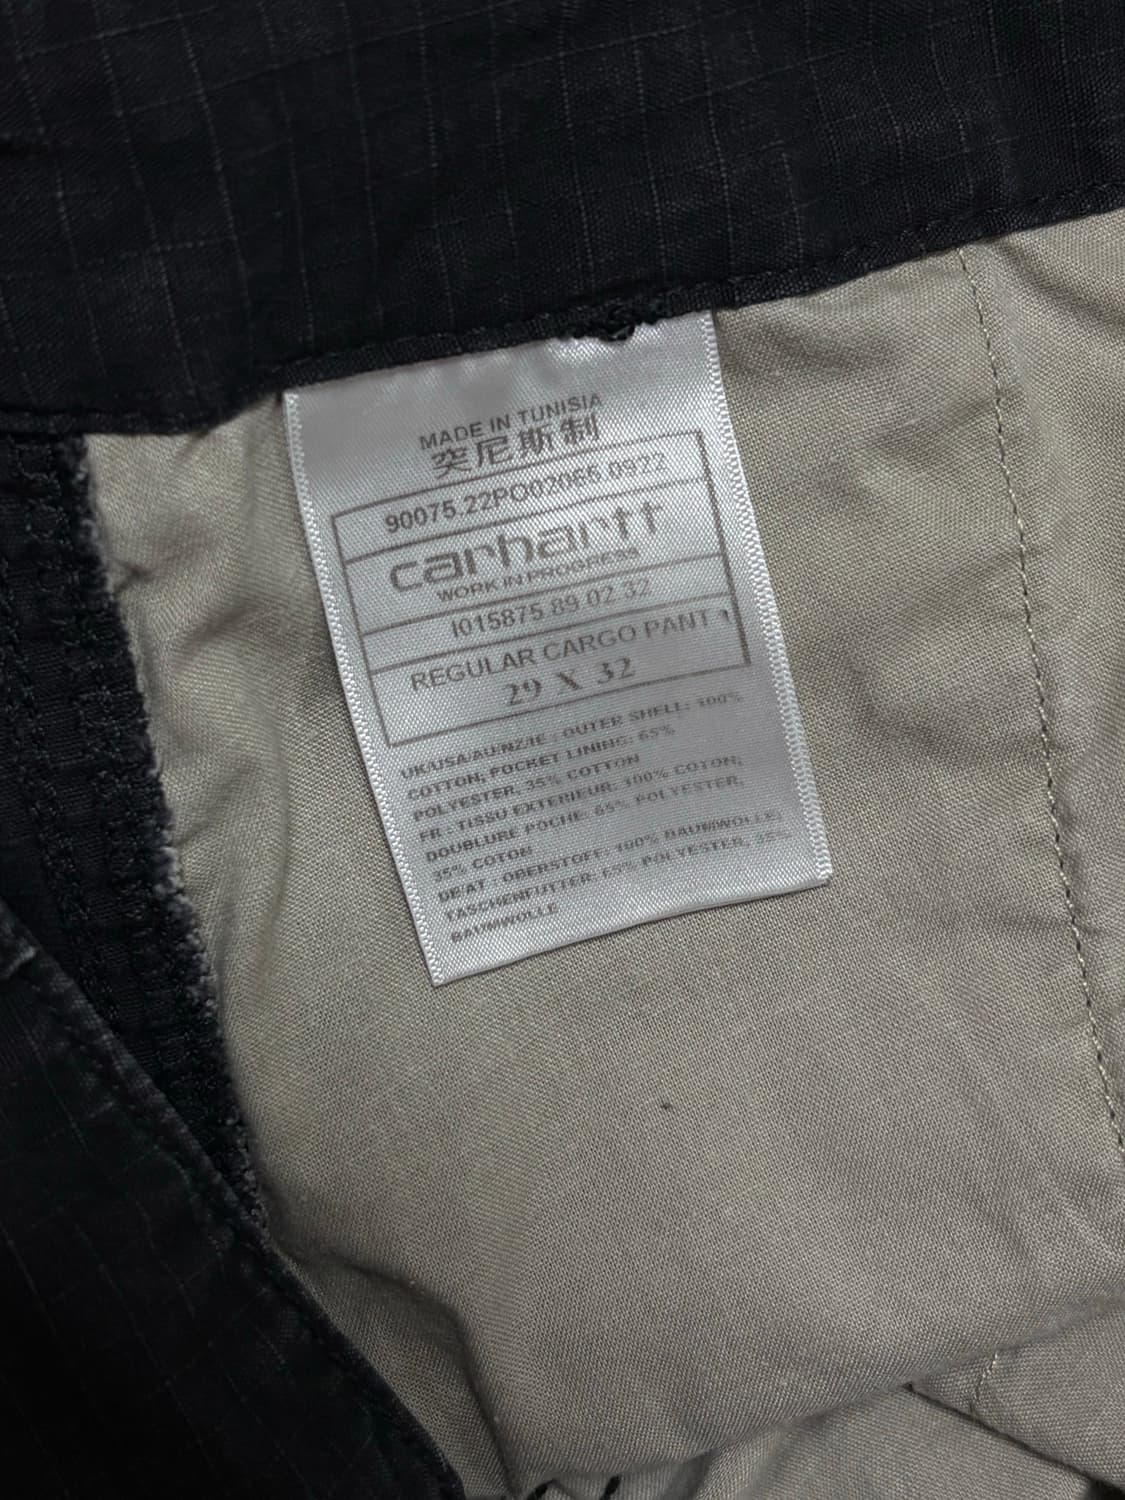 MADE IN TUNISIA
突尼斯制
90075.22PO02065.0922
carhartt
WORK IN PROGRESS
I015875 89 02 32
REGULAR CARGO PANT
29 X 32
UK/USA/AU/NZ/IE : OUTER SHELL: 100%
COTTON; POCKET LINING: 65%
POLYESTER, 35% COTTON
FR : TISSU EXTERIEUR: 100% COTON;
DOUBLURE POCHE: 65% POLYESTER,
35% COTON
DE/AT : OBERSTOFF: 100% BAUMWOLLE;
TASCHENFUTTER: 65% POLYESTER, 35%
BAUMWOLLE